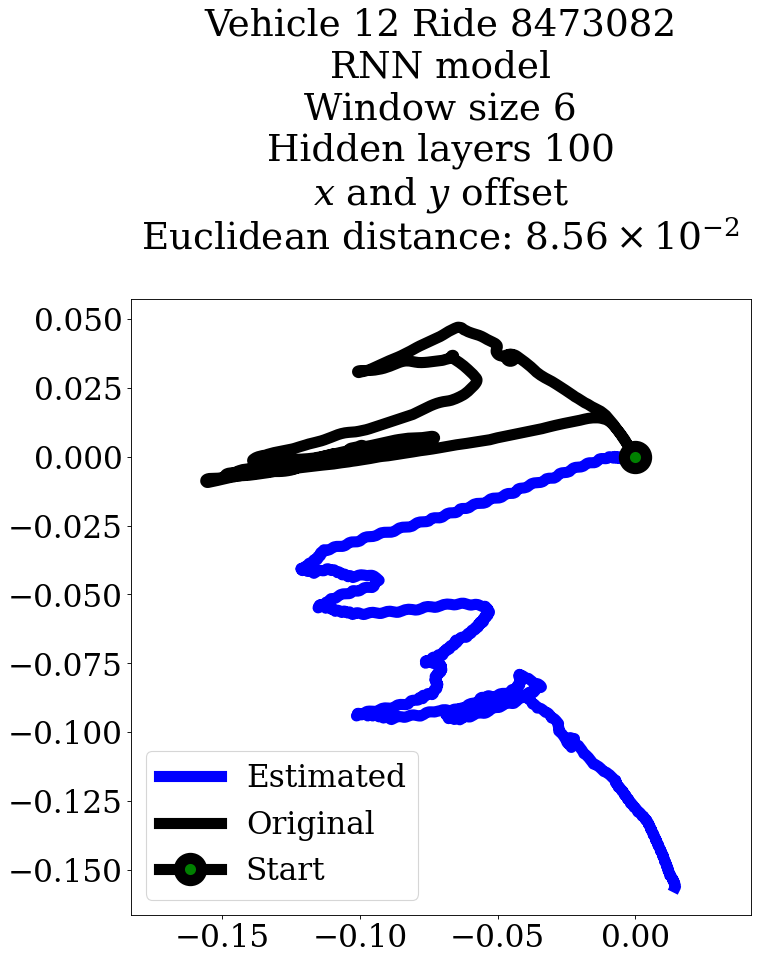 Vehicle 12 Ride 8473082
RNN model
Window size 6
Hidden layers 100
x and y offset
Euclidean distance: 8.56 × 10⁻²
0.050
0.025
0.000
−0.025
−0.050
−0.075
−0.100
−0.125
−0.150
Estimated
Original
Start
−0.15 −0.10 −0.05 0.00